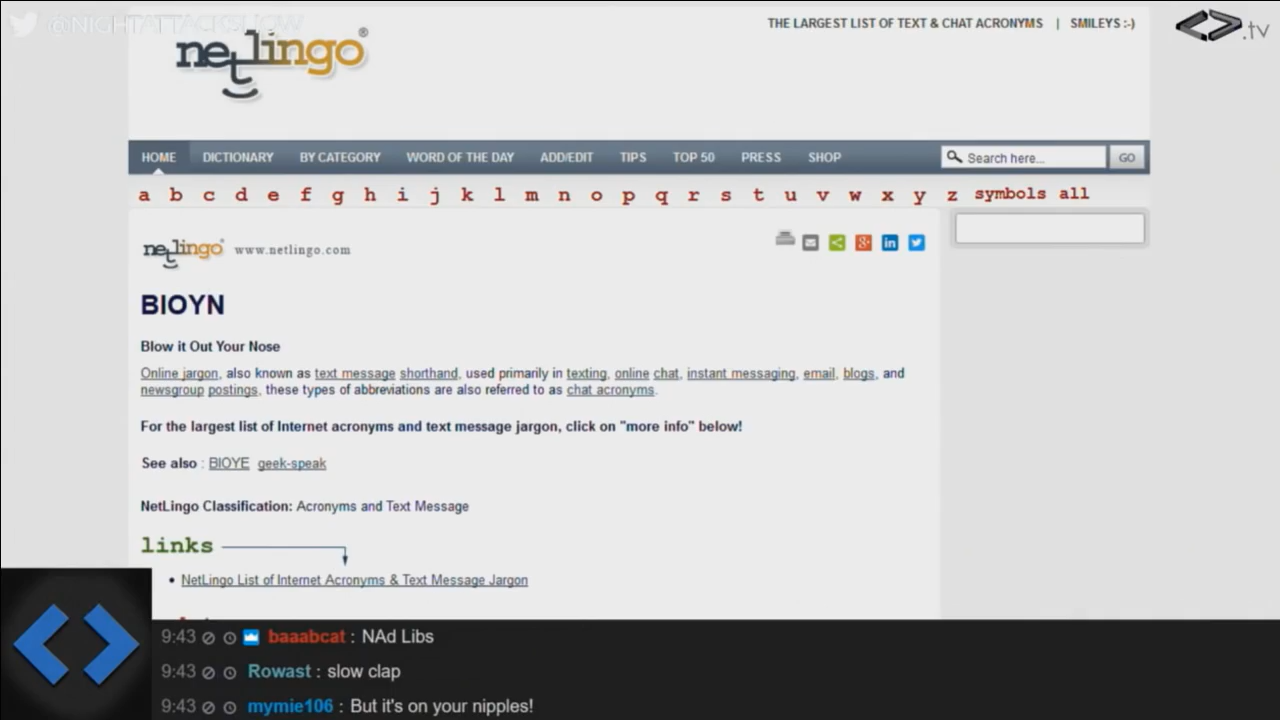 @NIGHTATTACKSHOW
THE LARGEST LIST OF TEXT & CHAT ACRONYMS | SMILEYS :-)
.tv
netlingo®
HOME DICTIONARY BY CATEGORY WORD OF THE DAY ADD/EDIT TIPS TOP 50 PRESS SHOP Search here... GO
a b c d e f g h i j k l m n o p q r s t u v w x y z symbols all
netlingo® www.netlingo.com
BIOYN
Blow it Out Your Nose
Online jargon, also known as text message shorthand, used primarily in texting, online chat, instant messaging, email, blogs, and
newsgroup postings, these types of abbreviations are also referred to as chat acronyms.
For the largest list of Internet acronyms and text message jargon, click on "more info" below!
See also : BIOYE geek-speak
NetLingo Classification: Acronyms and Text Message
links
• NetLingo List of Internet Acronyms & Text Message Jargon
9:43 baaabcat : NAd Libs
9:43 Rowast : slow clap
9:43 mymie106 : But it's on your nipples!